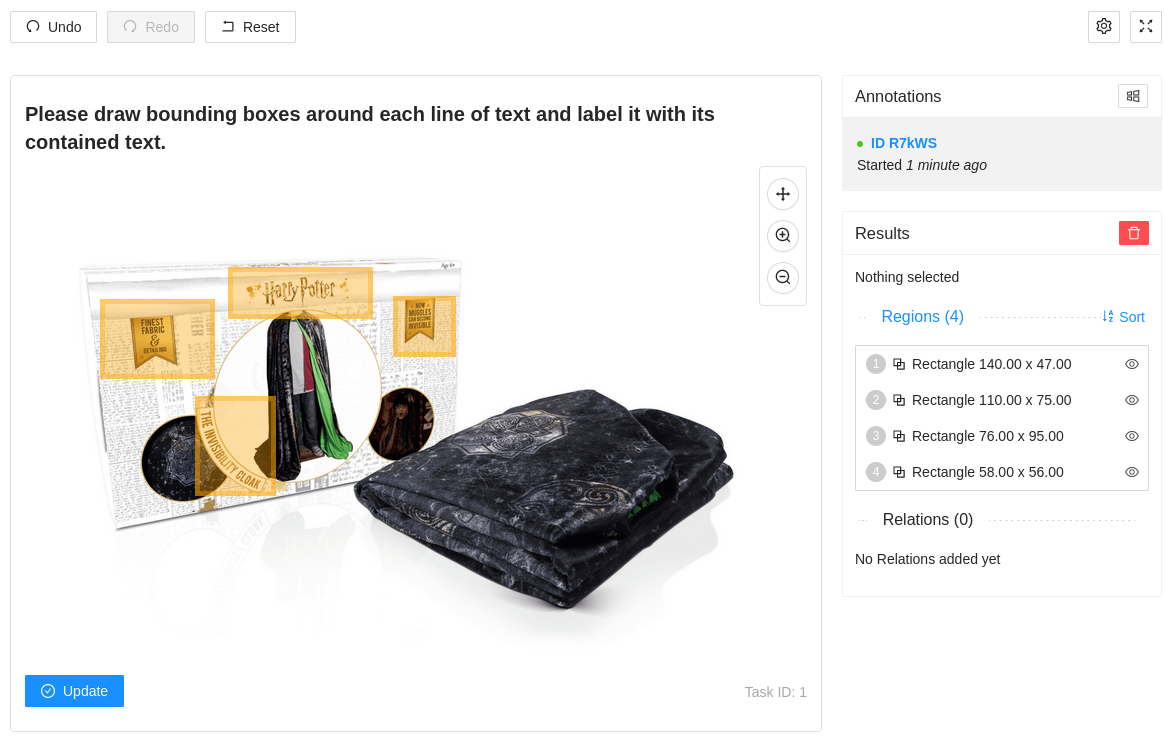 Undo
Redo
Reset
Please draw bounding boxes around each line of text and label it with its
contained text.
Age 6+
Harry Potter
FINEST
FABRIC
&
DETAILING
NOW
MUGGLES
CAN BECOME
INVISIBLE
THE INVISIBILITY CLOAK
Update
Task ID: 1
Annotations
ID R7kWS
Started 1 minute ago
Results
Nothing selected
Regions (4)
Sort
1 Rectangle 140.00 x 47.00
2 Rectangle 110.00 x 75.00
3 Rectangle 76.00 x 95.00
4 Rectangle 58.00 x 56.00
Relations (0)
No Relations added yet